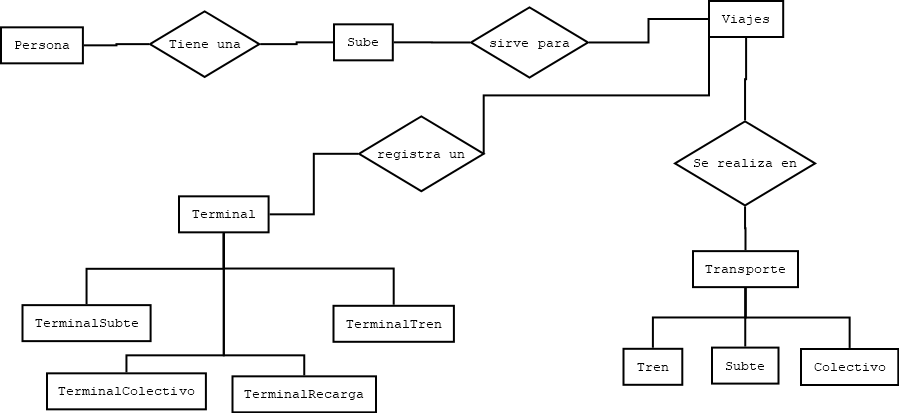 Persona
Tiene una
Sube
sirve para
Viajes
registra un
Se realiza en
Terminal
Transporte
TerminalSubte
TerminalTren
TerminalColectivo
TerminalRecarga
Tren
Subte
Colectivo